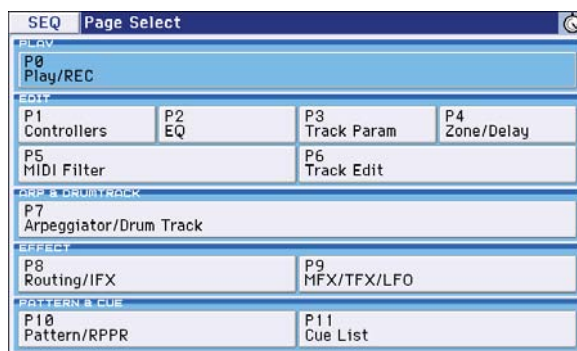 SEQ Page Select
PLAY
P0
Play/REC
EDIT
P1
Controllers
P2
EQ
P3
Track Param
P4
Zone/Delay
P5
MIDI Filter
P6
Track Edit
ARP & DRUMTRACK
P7
Arpeggiator/Drum Track
EFFECT
P8
Routing/IFX
P9
MFX/TFX/LFO
PATTERN & CUE
P10
Pattern/RPPR
P11
Cue List